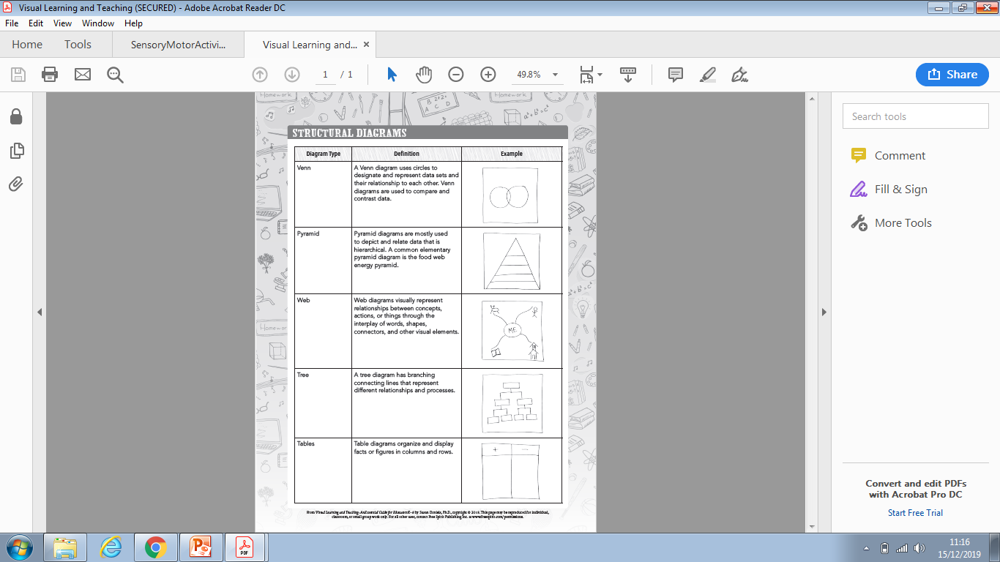 Visual Learning and Teaching (SECURED) - Adobe Acrobat Reader DC
File Edit View Window Help
Home Tools SensoryMotorActivi... Visual Learning and... ×
1 / 1 49.8% Share
Search tools
Comment
Fill & Sign
More Tools
Convert and edit PDFs
with Acrobat Pro DC
Start Free Trial
Homework
Homework
B, 2+2=
A C D
a²+b²=c²
STRUCTURAL DIAGRAMS
Diagram Type Definition Example
Venn
A Venn diagram uses circles to
designate and represent data sets and
their relationship to each other. Venn
diagrams are used to compare and
contrast data.
Pyramid
Pyramid diagrams are mostly used
to depict and relate data that is
hierarchical. A common elementary
pyramid diagram is the food web
energy pyramid.
Web
Web diagrams visually represent
relationships between concepts,
actions, or things through the
interplay of words, shapes,
connectors, and other visual elements.
ME
Tree
A tree diagram has branching
connecting lines that represent
different relationships and processes.
Tables
Table diagrams organize and display
facts or figures in columns and rows.
+ −
From Visual Learning and Teaching: An Essential Guide for Educators K–8 by Susan Daniels, Ph.D., copyright © 2018. This page may be reproduced for individual,
classroom, or small group work only. For all other uses, contact Free Spirit Publishing Inc. at www.freespirit.com/permissions.
PDF
11:16
15/12/2019